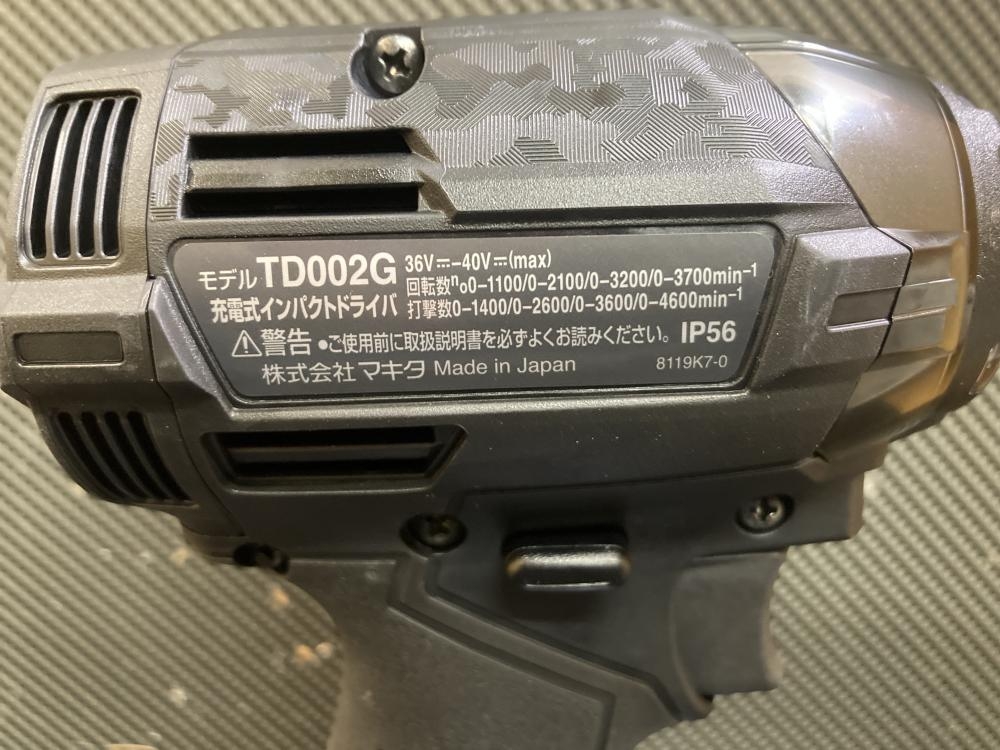 モデル TD002G 36V⎓-40V⎓(max)
充電式インパクトドライバ 回転数n₀0-1100/0-2100/0-3200/0-3700min⁻¹
打撃数0-1400/0-2600/0-3600/0-4600min⁻¹
⚠警告 ●ご使用前に取扱説明書を必ずよくお読みください。 IP56
株式会社 マキタ Made in Japan 8119K7-0